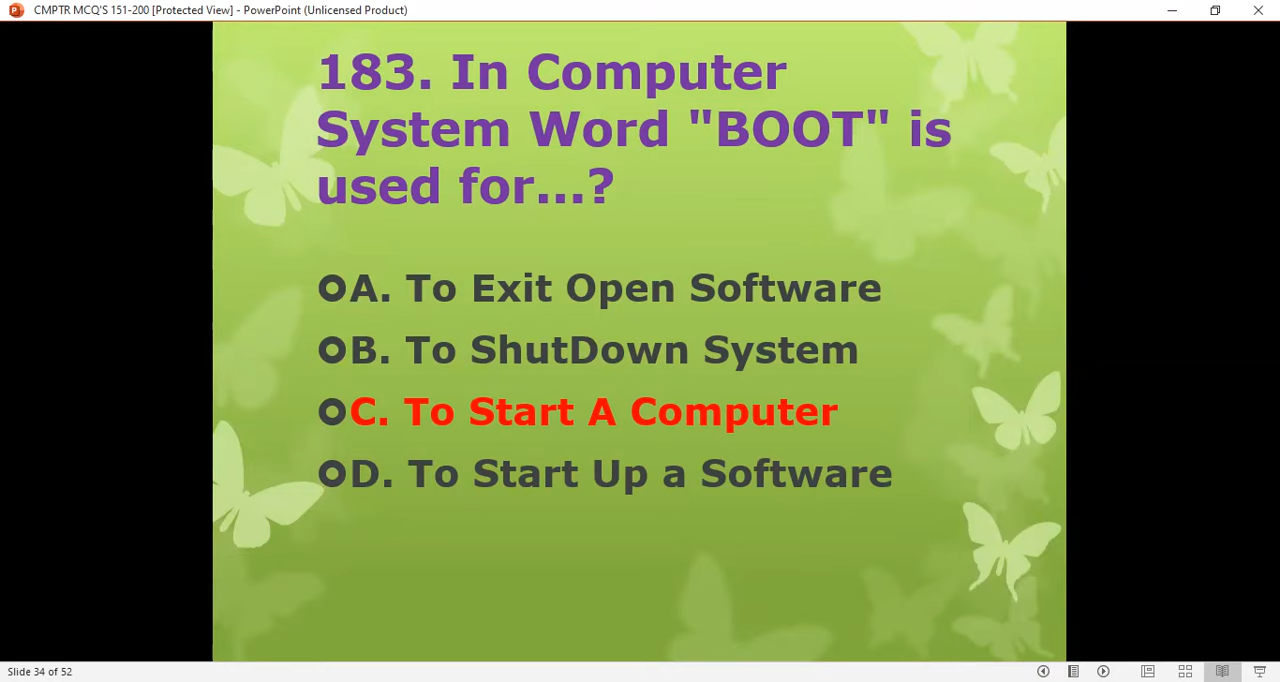 CMPTR MCQ'S 151-200 [Protected View] - PowerPoint (Unlicensed Product)
183. In Computer
System Word "BOOT" is
used for...?
A. To Exit Open Software
B. To ShutDown System
C. To Start A Computer
D. To Start Up a Software
Slide 34 of 52